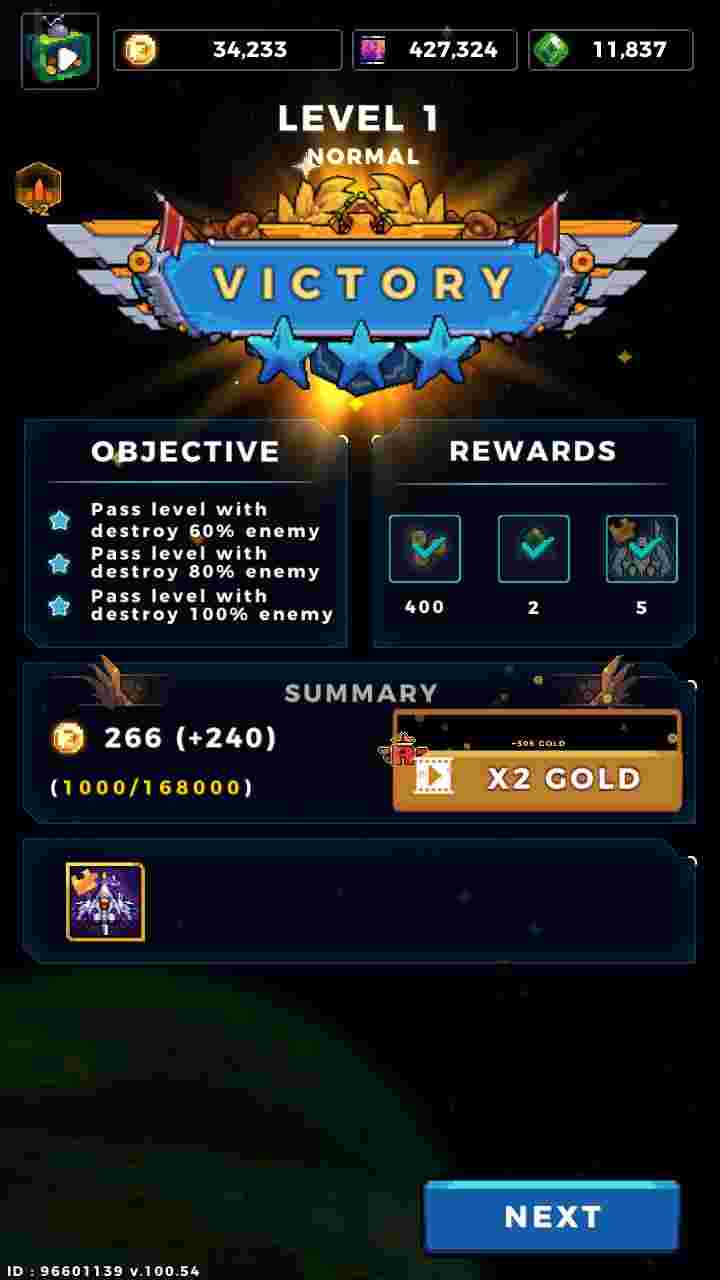 34,233
427,324
11,837
LEVEL 1
NORMAL
+2
VICTORY
OBJECTIVE
Pass level with
destroy 60% enemy
Pass level with
destroy 80% enemy
Pass level with
destroy 100% enemy
REWARDS
400
2
5
SUMMARY
266 (+240)
(1000/168000)
X2 GOLD
1
NEXT
ID : 96601139 v.100.54